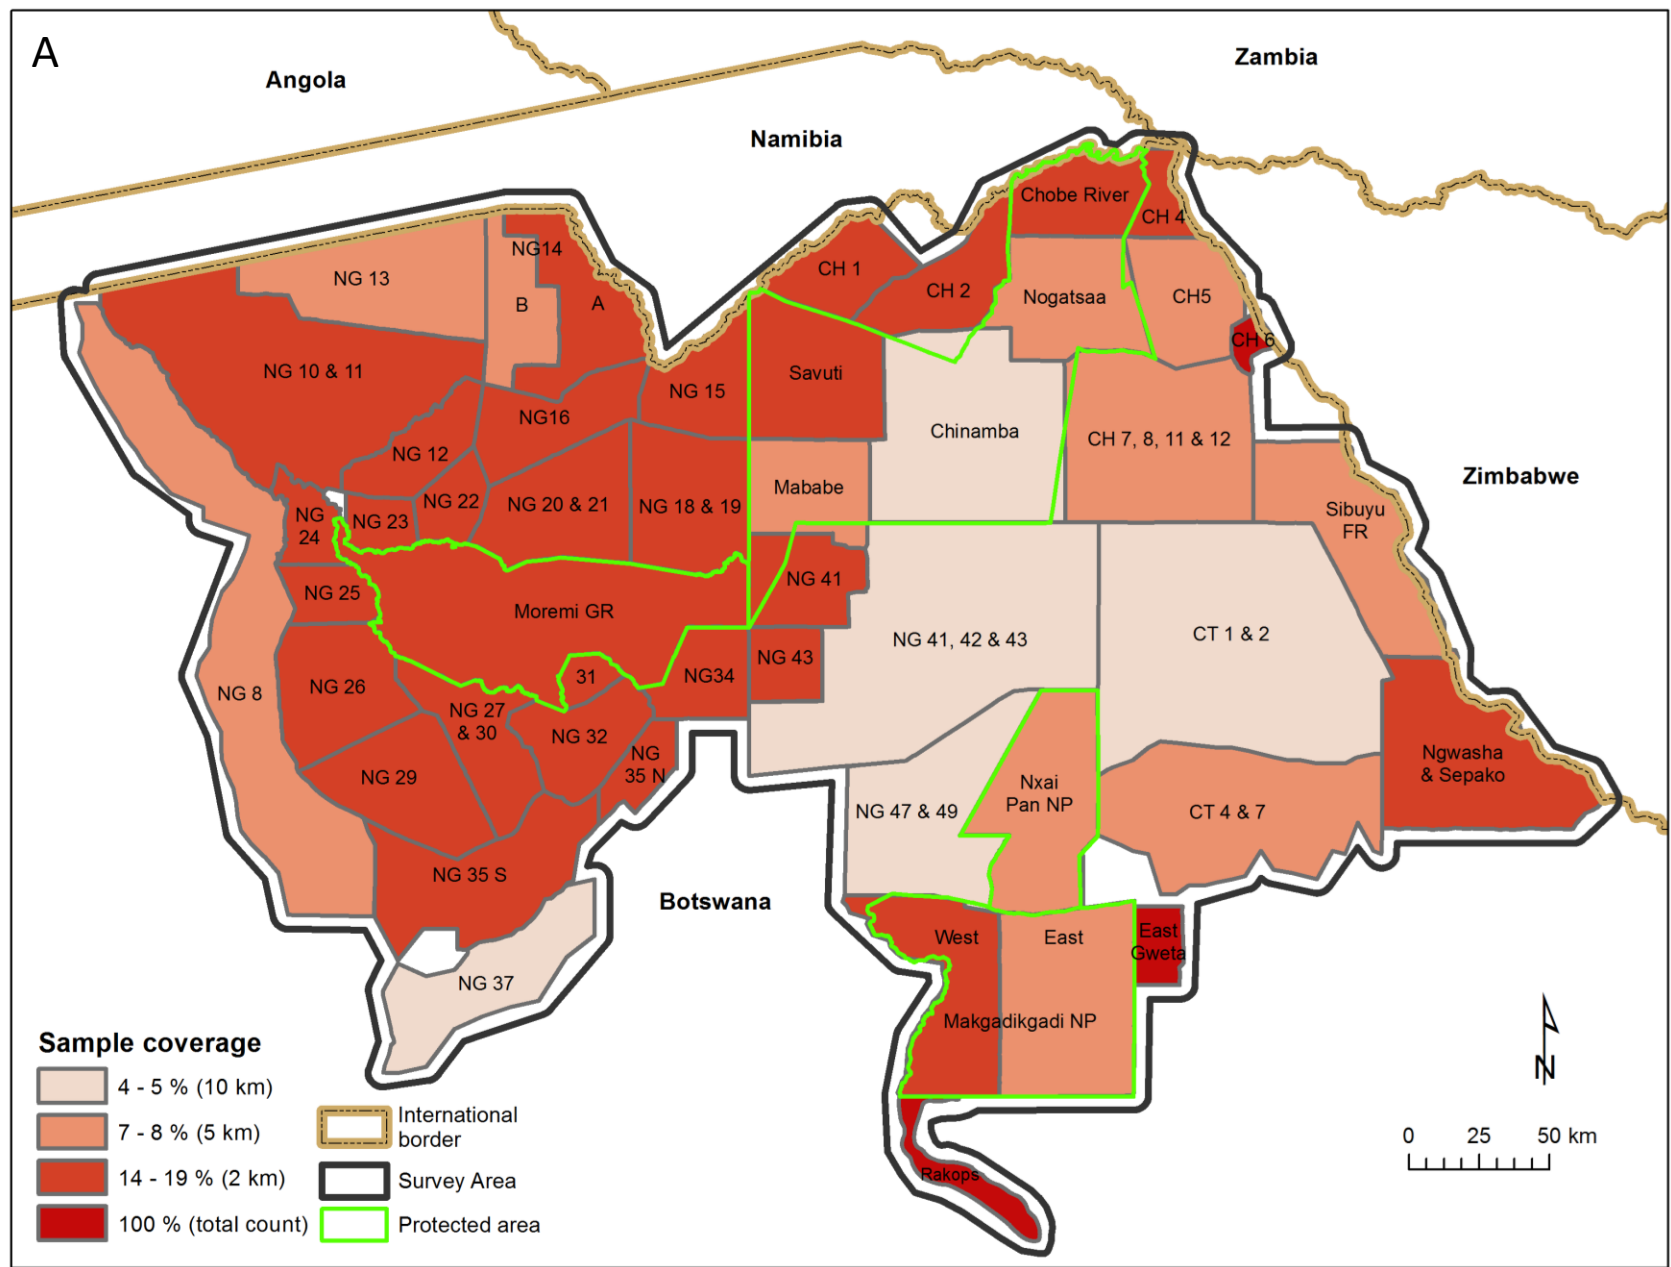 A
Angola
Zambia
Namibia
Chobe River
CH 4
NG14
NG 13
B
A
CH 1
CH 2
Nogatsaa
CH5
CH 6
NG 10 & 11
Savuti
NG 15
NG16
Chinamba
CH 7, 8, 11 & 12
NG 12
Mababe
Zimbabwe
NG 22
NG 20 & 21
NG 18 & 19
Sibuyu
FR
NG
24
NG 23
NG 41
NG 25
Moremi GR
NG 41, 42 & 43
CT 1 & 2
NG 43
31
NG34
NG 8
NG 26
NG 27
& 30
NG 32
NG
35 N
Ngwasha
& Sepako
NG 29
Nxai
Pan NP
NG 47 & 49
CT 4 & 7
NG 35 S
Botswana
West
East
East
Gweta
NG 37
Makgadikgadi NP
Rakops
Sample coverage
4 - 5 % (10 km)
7 - 8 % (5 km)
14 - 19 % (2 km)
100 % (total count)
International
border
Survey Area
Protected area
N
0 25 50 km